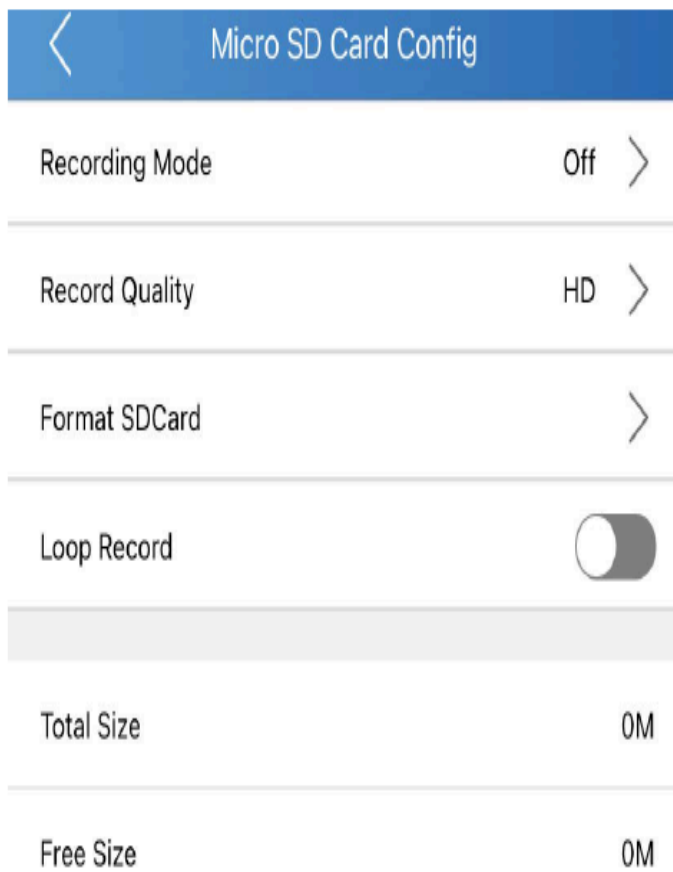 Micro SD Card Config
Recording Mode Off
Record Quality HD
Format SDCard
Loop Record
Total Size 0M
Free Size 0M